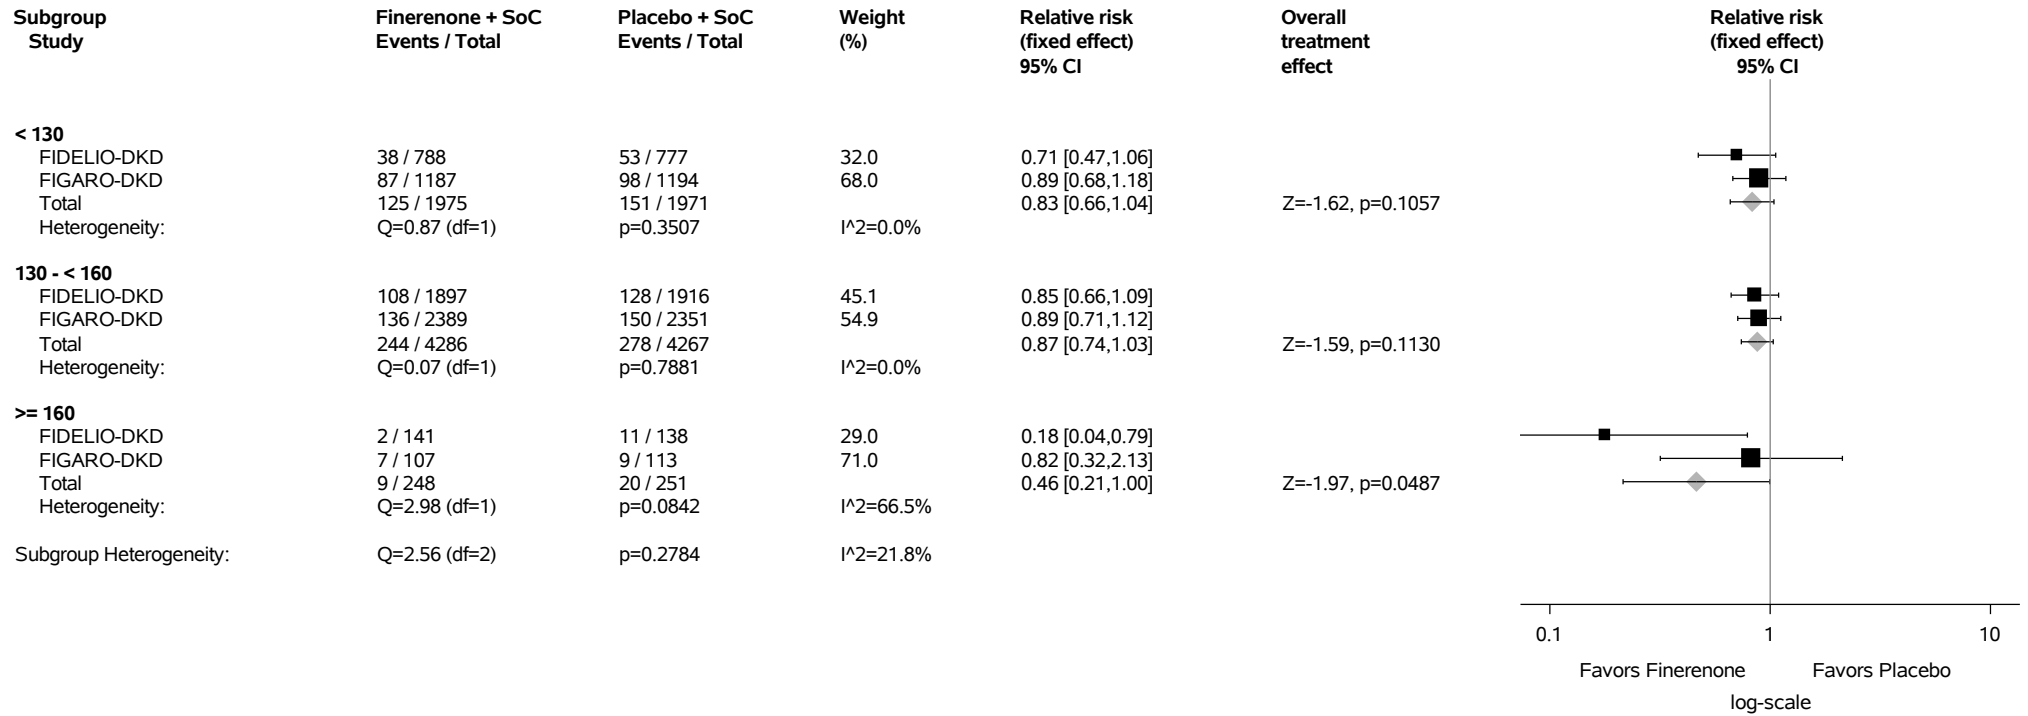 Subgroup Finerenone + SoC Placebo + SoC Weight Relative risk Overall Relative risk
Study Events / Total Events / Total (%) (fixed effect) treatment (fixed effect)
95% CI effect 95% CI
< 130
FIDELIO-DKD 38 / 788 53 / 777 32.0 0.71 [0.47,1.06]
FIGARO-DKD 87 / 1187 98 / 1194 68.0 0.89 [0.68,1.18]
Total 125 / 1975 151 / 1971 0.83 [0.66,1.04] Z=-1.62, p=0.1057
Heterogeneity: Q=0.87 (df=1) p=0.3507 I^2=0.0%
130 - < 160
FIDELIO-DKD 108 / 1897 128 / 1916 45.1 0.85 [0.66,1.09]
FIGARO-DKD 136 / 2389 150 / 2351 54.9 0.89 [0.71,1.12]
Total 244 / 4286 278 / 4267 0.87 [0.74,1.03] Z=-1.59, p=0.1130
Heterogeneity: Q=0.07 (df=1) p=0.7881 I^2=0.0%
>= 160
FIDELIO-DKD 2 / 141 11 / 138 29.0 0.18 [0.04,0.79]
FIGARO-DKD 7 / 107 9 / 113 71.0 0.82 [0.32,2.13]
Total 9 / 248 20 / 251 0.46 [0.21,1.00] Z=-1.97, p=0.0487
Heterogeneity: Q=2.98 (df=1) p=0.0842 I^2=66.5%
Subgroup Heterogeneity: Q=2.56 (df=2) p=0.2784 I^2=21.8%
0.1 1 10
Favors Finerenone Favors Placebo
log-scale